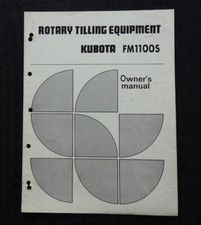 ROTARY TILLING EQUIPMENT
KUBOTA FM1100S
Owner's
manual